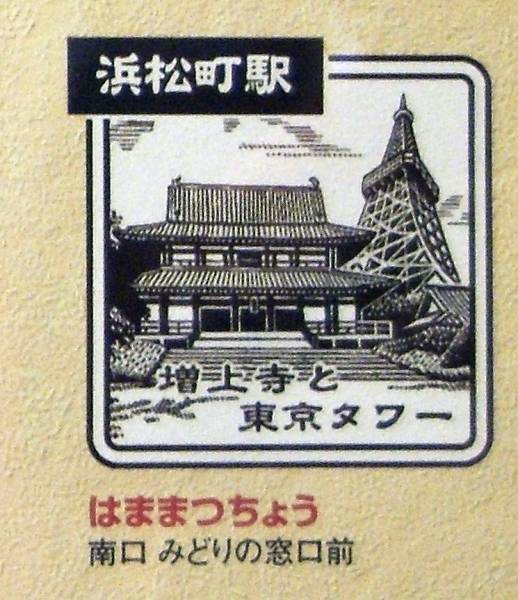 浜松町駅
増上寺と
東京タワー
はままつちょう
南口 みどりの窓口前